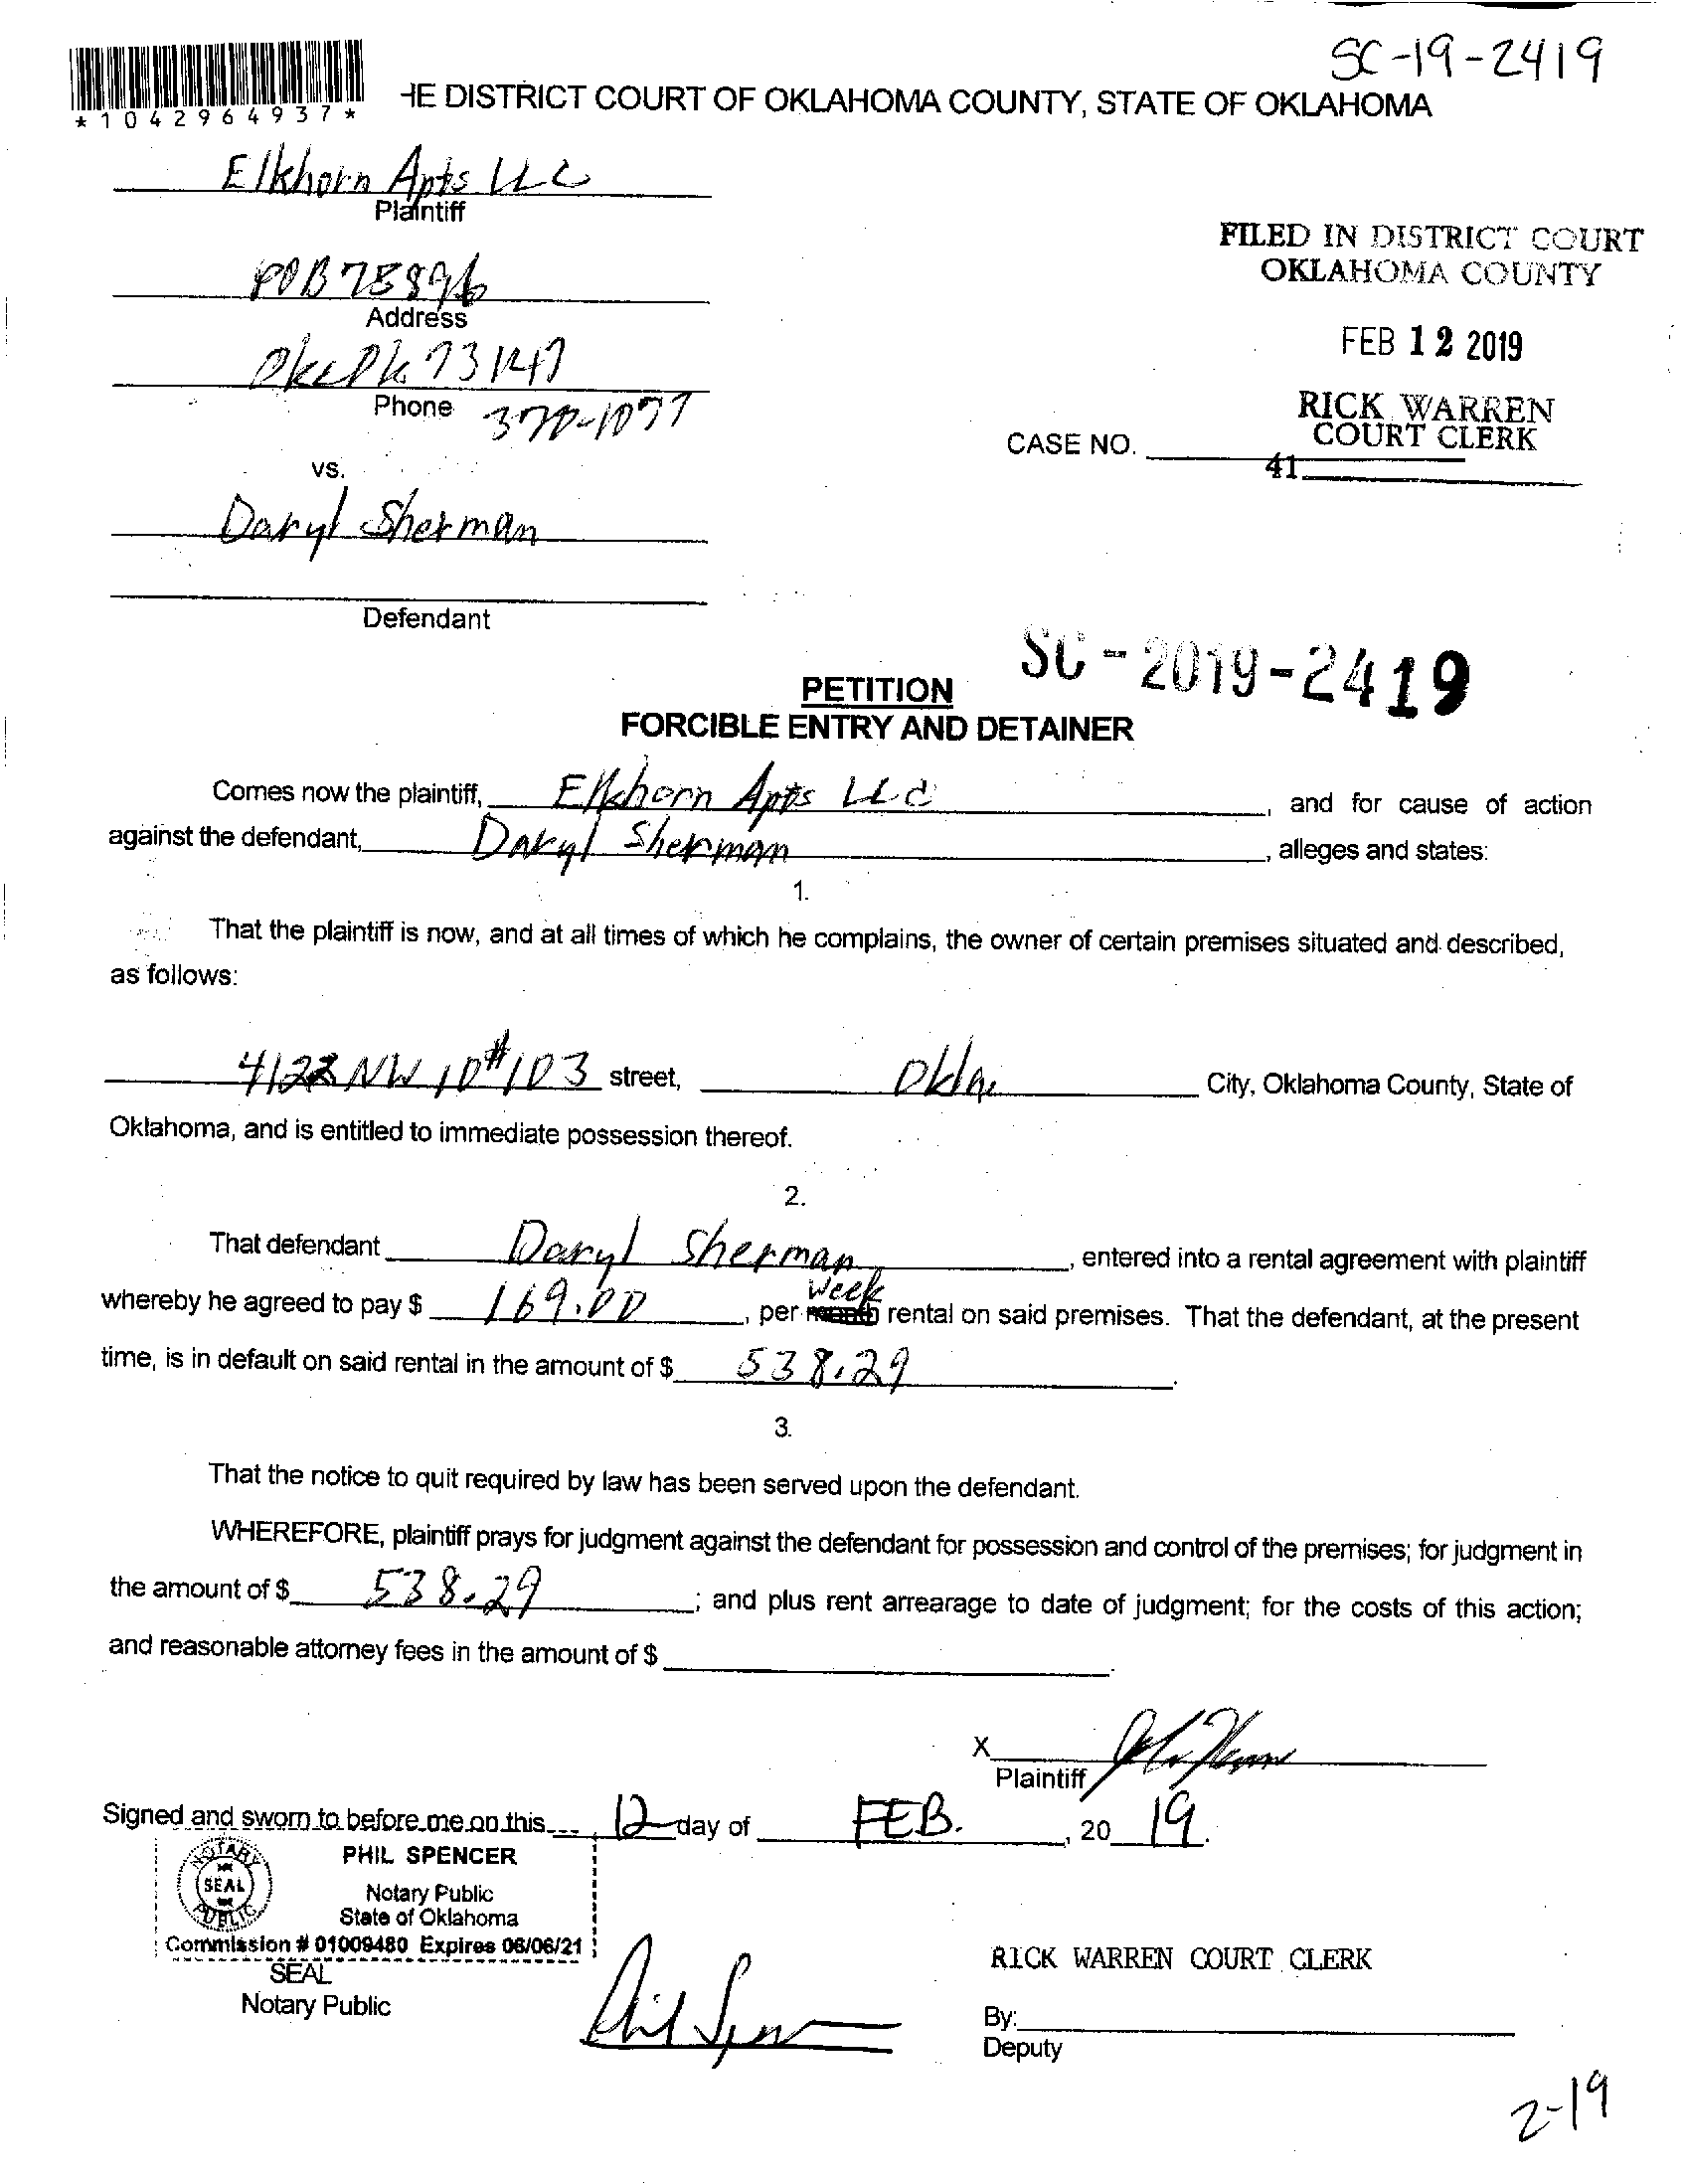 SC-19-2419
*1042964937*
HE DISTRICT COURT OF OKLAHOMA COUNTY, STATE OF OKLAHOMA
Elkhorn Apts LLC
Plaintiff
FILED IN DISTRICT COURT
OKLAHOMA COUNTY
POB 75896
Address
FEB 12 2019
Okc Ok 73147
Phone 370-1077
RICK WARREN
COURT CLERK
CASE NO.
41
vs.
Daryl Sherman
Defendant
SC-2019-2419
PETITION
FORCIBLE ENTRY AND DETAINER
Comes now the plaintiff, Elkhorn Apts LLC, and for cause of action
against the defendant, Daryl Sherman, alleges and states:
1.
That the plaintiff is now, and at all times of which he complains, the owner of certain premises situated and described,
as follows:
4122 NW 10 #103 street, City, Oklahoma County, State of
Oklahoma, and is entitled to immediate possession thereof.
2.
That defendant Daryl Sherman, entered into a rental agreement with plaintiff
week
whereby he agreed to pay $ 169.00, per month rental on said premises. That the defendant, at the present
time, is in default on said rental in the amount of $ 538.29.
3.
That the notice to quit required by law has been served upon the defendant.
WHEREFORE, plaintiff prays for judgment against the defendant for possession and control of the premises; for judgment in
the amount of $ 538.29; and plus rent arrearage to date of judgment; for the costs of this action;
and reasonable attorney fees in the amount of $
X
Plaintiff
Signed and sworn to before me on this 12 day of FEB., 20 19.
NOTARY PUBLIC SEAL
PHIL SPENCER
Notary Public
State of Oklahoma
Commission # 01009480 Expires 06/06/21
SEAL
Notary Public
RICK WARREN COURT CLERK
By:
Deputy
2-19